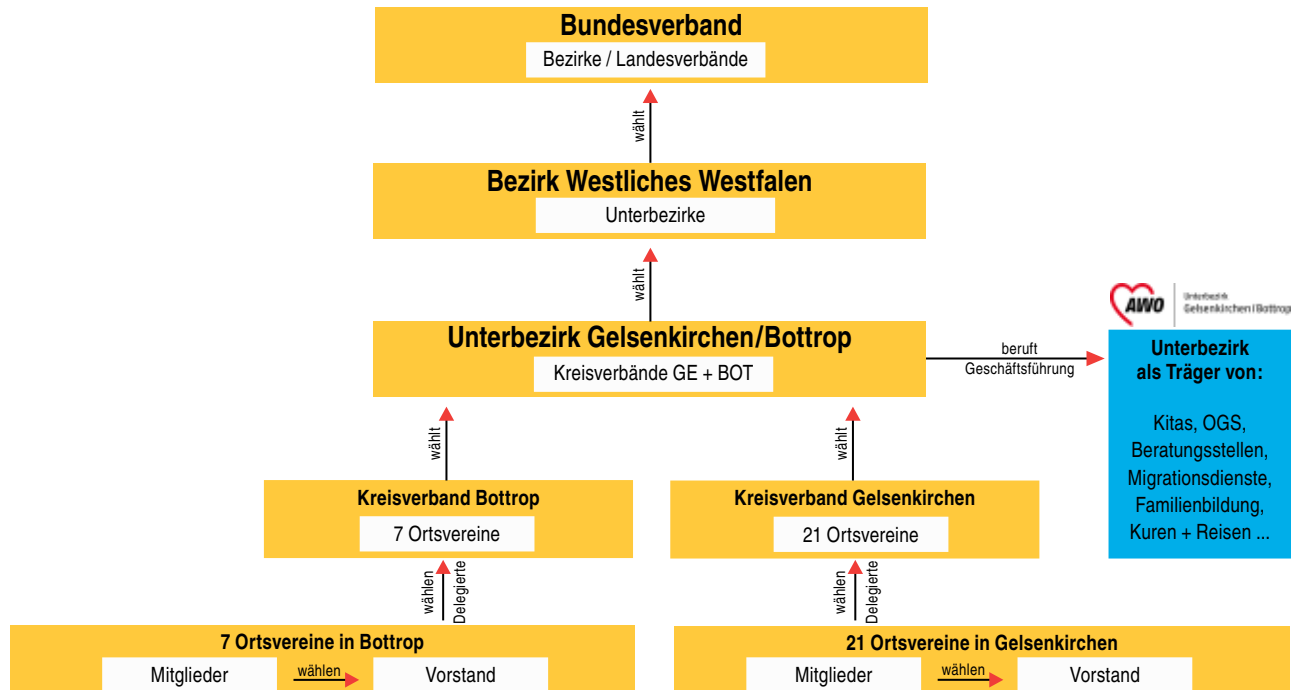 Bundesverband
Bezirke / Landesverbände
wählt
Bezirk Westliches Westfalen
Unterbezirke
wählt
Unterbezirk Gelsenkirchen/Bottrop
Kreisverbände GE + BOT
beruft
Geschäftsführung
AWO
Unterbezirk
Gelsenkirchen/Bottrop
Unterbezirk
als Träger von:
Kitas, OGS,
Beratungsstellen,
Migrationsdienste,
Familienbildung,
Kuren + Reisen ...
wählt
wählt
Kreisverband Bottrop
7 Ortsvereine
Kreisverband Gelsenkirchen
21 Ortsvereine
wählen
Delegierte
wählen
Delegierte
7 Ortsvereine in Bottrop
Mitglieder
wählen
Vorstand
21 Ortsvereine in Gelsenkirchen
Mitglieder
wählen
Vorstand